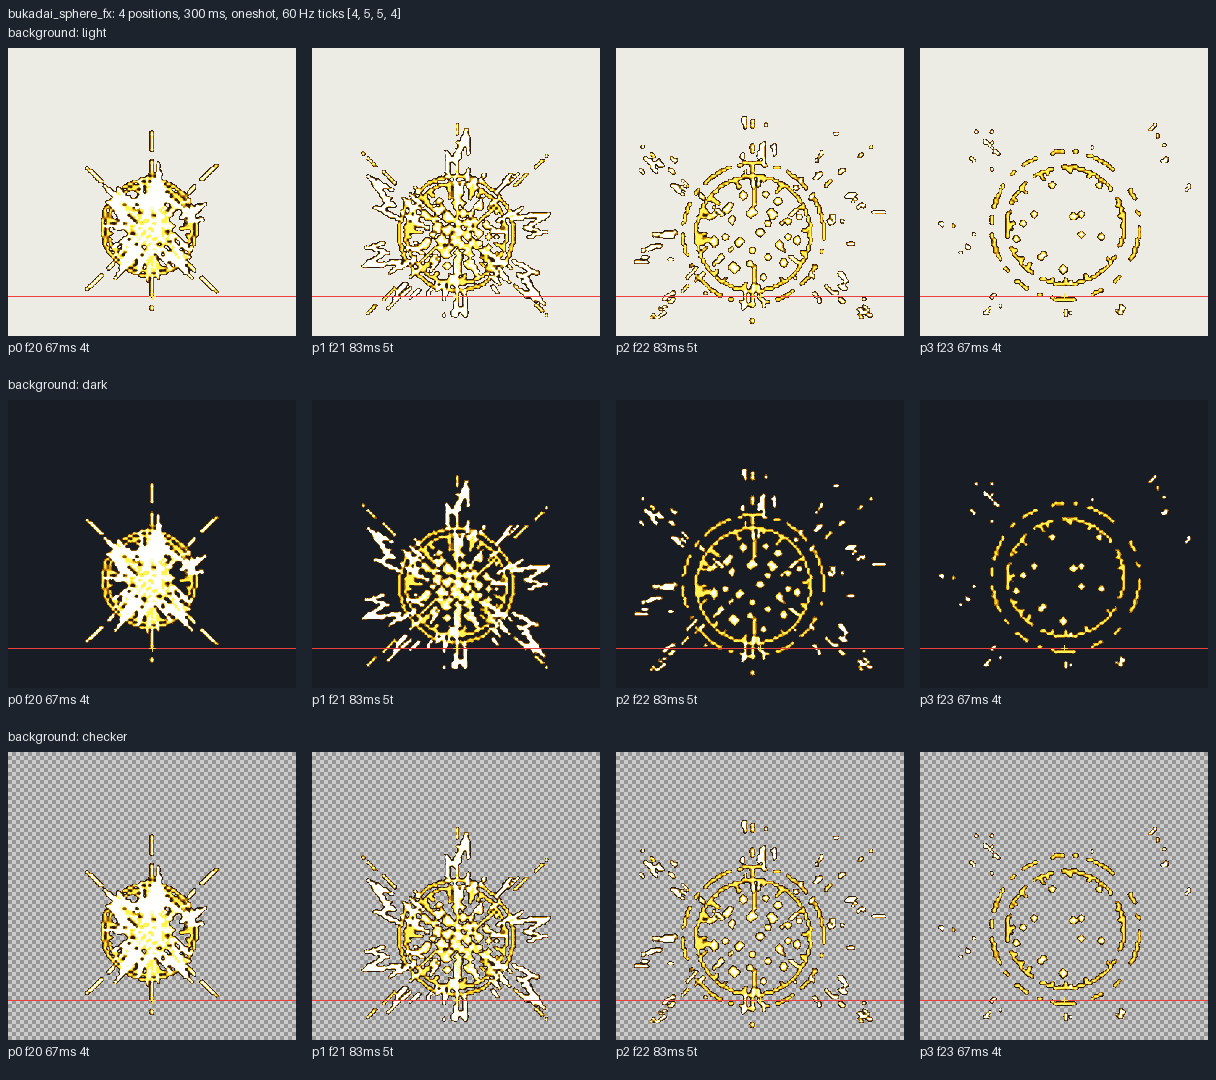 bukadai_sphere_fx: 4 positions, 300 ms, oneshot, 60 Hz ticks [4, 5, 5, 4]
background: light
p0 f20 67ms 4t
p1 f21 83ms 5t
p2 f22 83ms 5t
p3 f23 67ms 4t
background: dark
p0 f20 67ms 4t
p1 f21 83ms 5t
p2 f22 83ms 5t
p3 f23 67ms 4t
background: checker
p0 f20 67ms 4t
p1 f21 83ms 5t
p2 f22 83ms 5t
p3 f23 67ms 4t